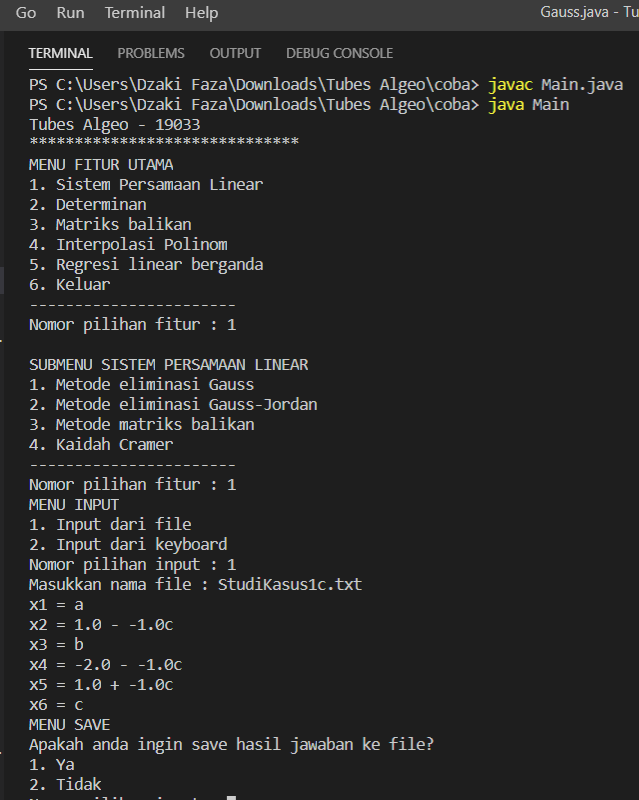 Go Run Terminal Help Gauss.java - Tu
TERMINAL PROBLEMS OUTPUT DEBUG CONSOLE
PS C:\Users\Dzaki Faza\Downloads\Tubes Algeo\coba> javac Main.java
PS C:\Users\Dzaki Faza\Downloads\Tubes Algeo\coba> java Main
Tubes Algeo - 19033
******************************
MENU FITUR UTAMA
1. Sistem Persamaan Linear
2. Determinan
3. Matriks balikan
4. Interpolasi Polinom
5. Regresi linear berganda
6. Keluar
-----------------------
Nomor pilihan fitur : 1
SUBMENU SISTEM PERSAMAAN LINEAR
1. Metode eliminasi Gauss
2. Metode eliminasi Gauss-Jordan
3. Metode matriks balikan
4. Kaidah Cramer
-----------------------
Nomor pilihan fitur : 1
MENU INPUT
1. Input dari file
2. Input dari keyboard
Nomor pilihan input : 1
Masukkan nama file : StudiKasus1c.txt
x1 = a
x2 = 1.0 - -1.0c
x3 = b
x4 = -2.0 - -1.0c
x5 = 1.0 + -1.0c
x6 = c
MENU SAVE
Apakah anda ingin save hasil jawaban ke file?
1. Ya
2. Tidak